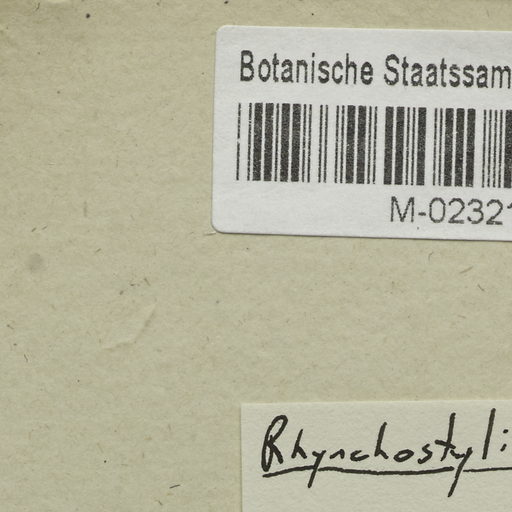 Botanische Staatssam
M-02321
Rhynchostyli